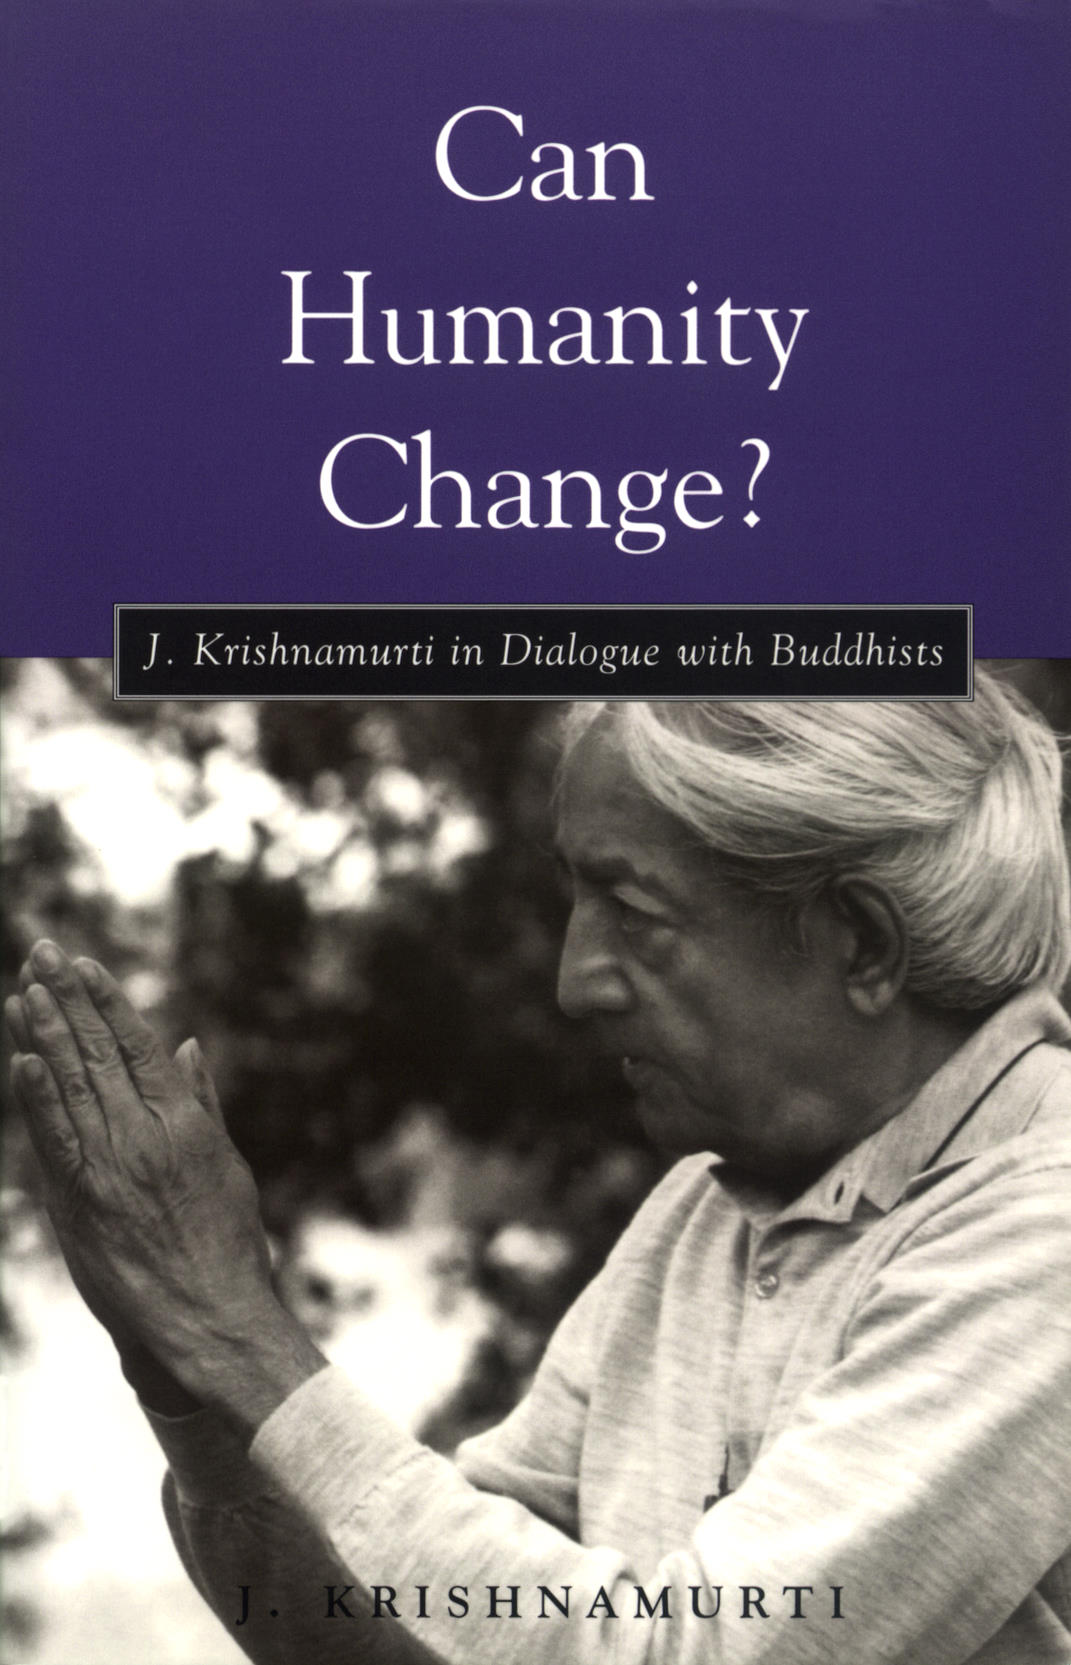 Can
Humanity
Change?
J. Krishnamurti in Dialogue with Buddhists
J. KRISHNAMURTI